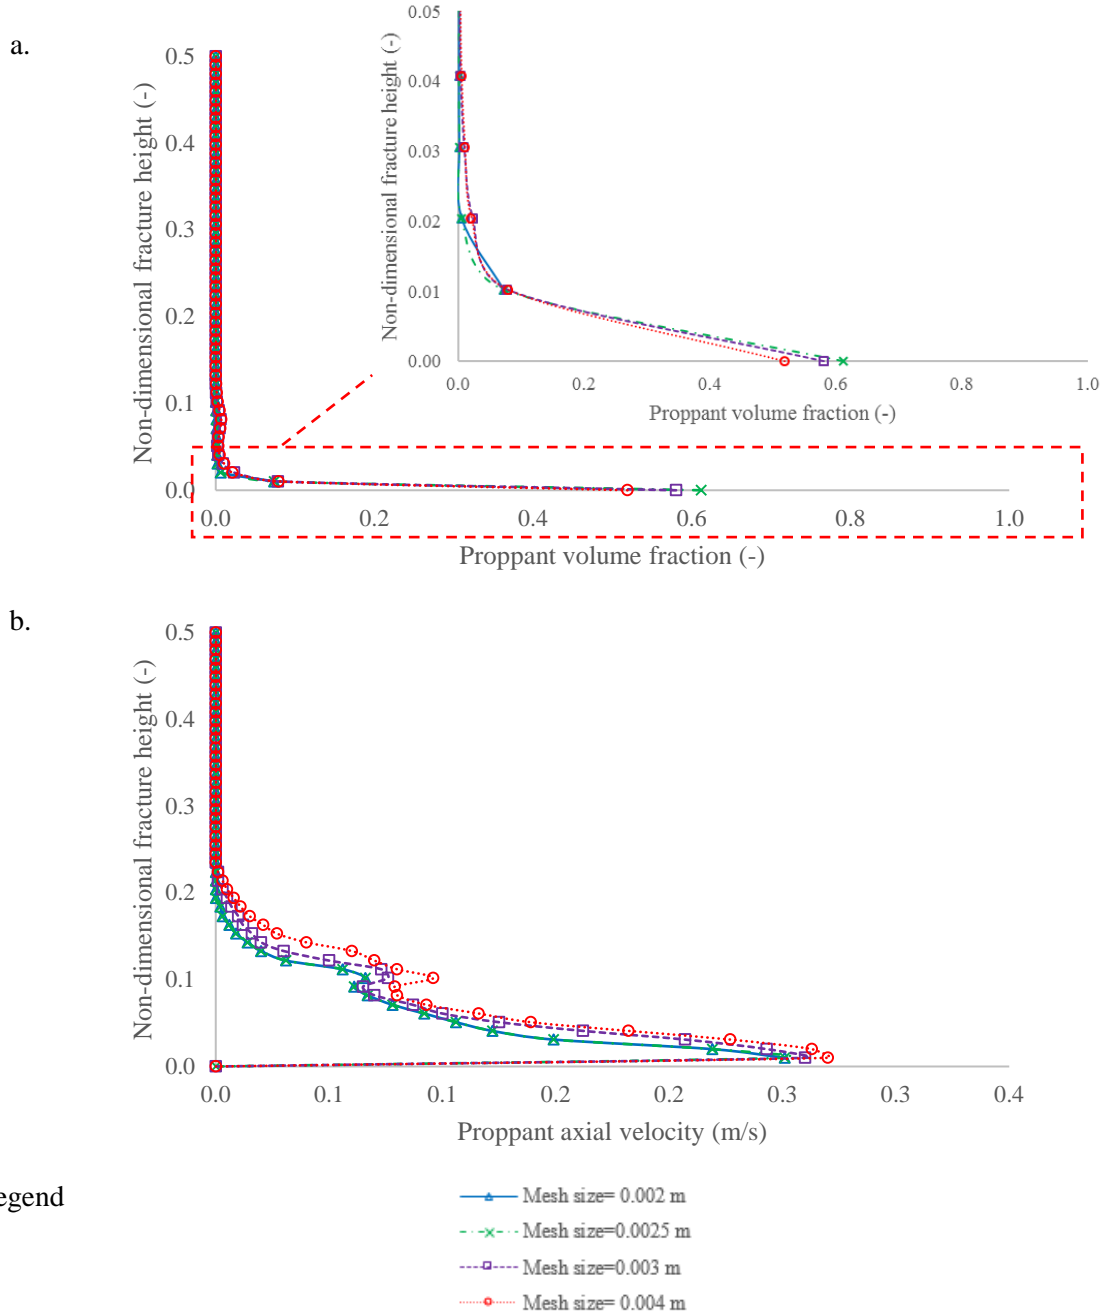 a.
Non-dimensional fracture height (-)
0.5
0.4
0.3
0.2
0.1
0.0
0.0 0.2 0.4 0.6 0.8 1.0
Proppant volume fraction (-)
Non-dimensional fracture height (-)
0.05
0.04
0.03
0.02
0.01
0.00
0.0 0.2 0.4 0.6 0.8 1.0
Proppant volume fraction (-)
b.
Non-dimensional fracture height (-)
0.5
0.4
0.3
0.2
0.1
0.0
0.0 0.1 0.1 0.2 0.2 0.3 0.3 0.4
Proppant axial velocity (m/s)
egend
Mesh size= 0.002 m
Mesh size=0.0025 m
Mesh size=0.003 m
Mesh size= 0.004 m